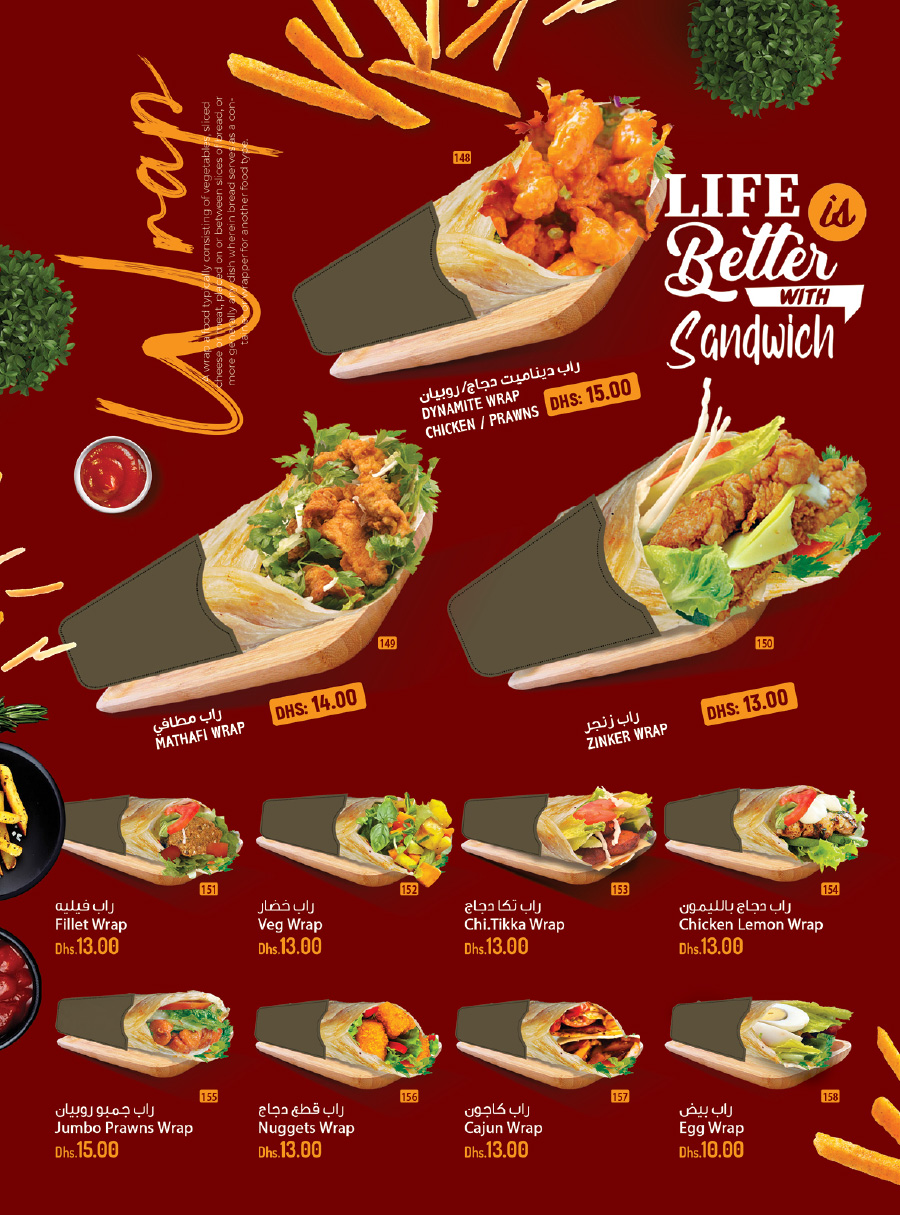 Wrap
A wrap a food typically consisting of vegetables, sliced
cheese or meat, placed on or between slices of bread, or
more generally any dish wherein bread serves as a con-
tainer or wrapper for another food type.
148
LIFE is
Better
WITH
Sandwich
راب ديناميت دجاج/روبيان
DYNAMITE WRAP
CHICKEN / PRAWNS
DHS: 15.00
149
راب مطافي
MATHAFI WRAP
DHS: 14.00
150
راب زنجر
ZINKER WRAP
DHS: 13.00
151
راب فيليه
Fillet Wrap
Dhs.13.00
152
راب خضار
Veg Wrap
Dhs.13.00
153
راب تكا دجاج
Chi.Tikka Wrap
Dhs.13.00
154
راب دجاج بالليمون
Chicken Lemon Wrap
Dhs.13.00
155
راب جمبو روبيان
Jumbo Prawns Wrap
Dhs.15.00
156
راب قطع دجاج
Nuggets Wrap
Dhs.13.00
157
راب كاجون
Cajun Wrap
Dhs.13.00
158
راب بيض
Egg Wrap
Dhs.10.00